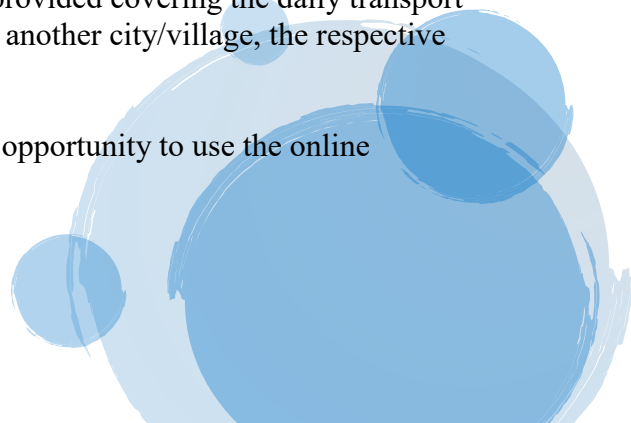 provided covering the daily transport
another city/village, the respective
opportunity to use the online